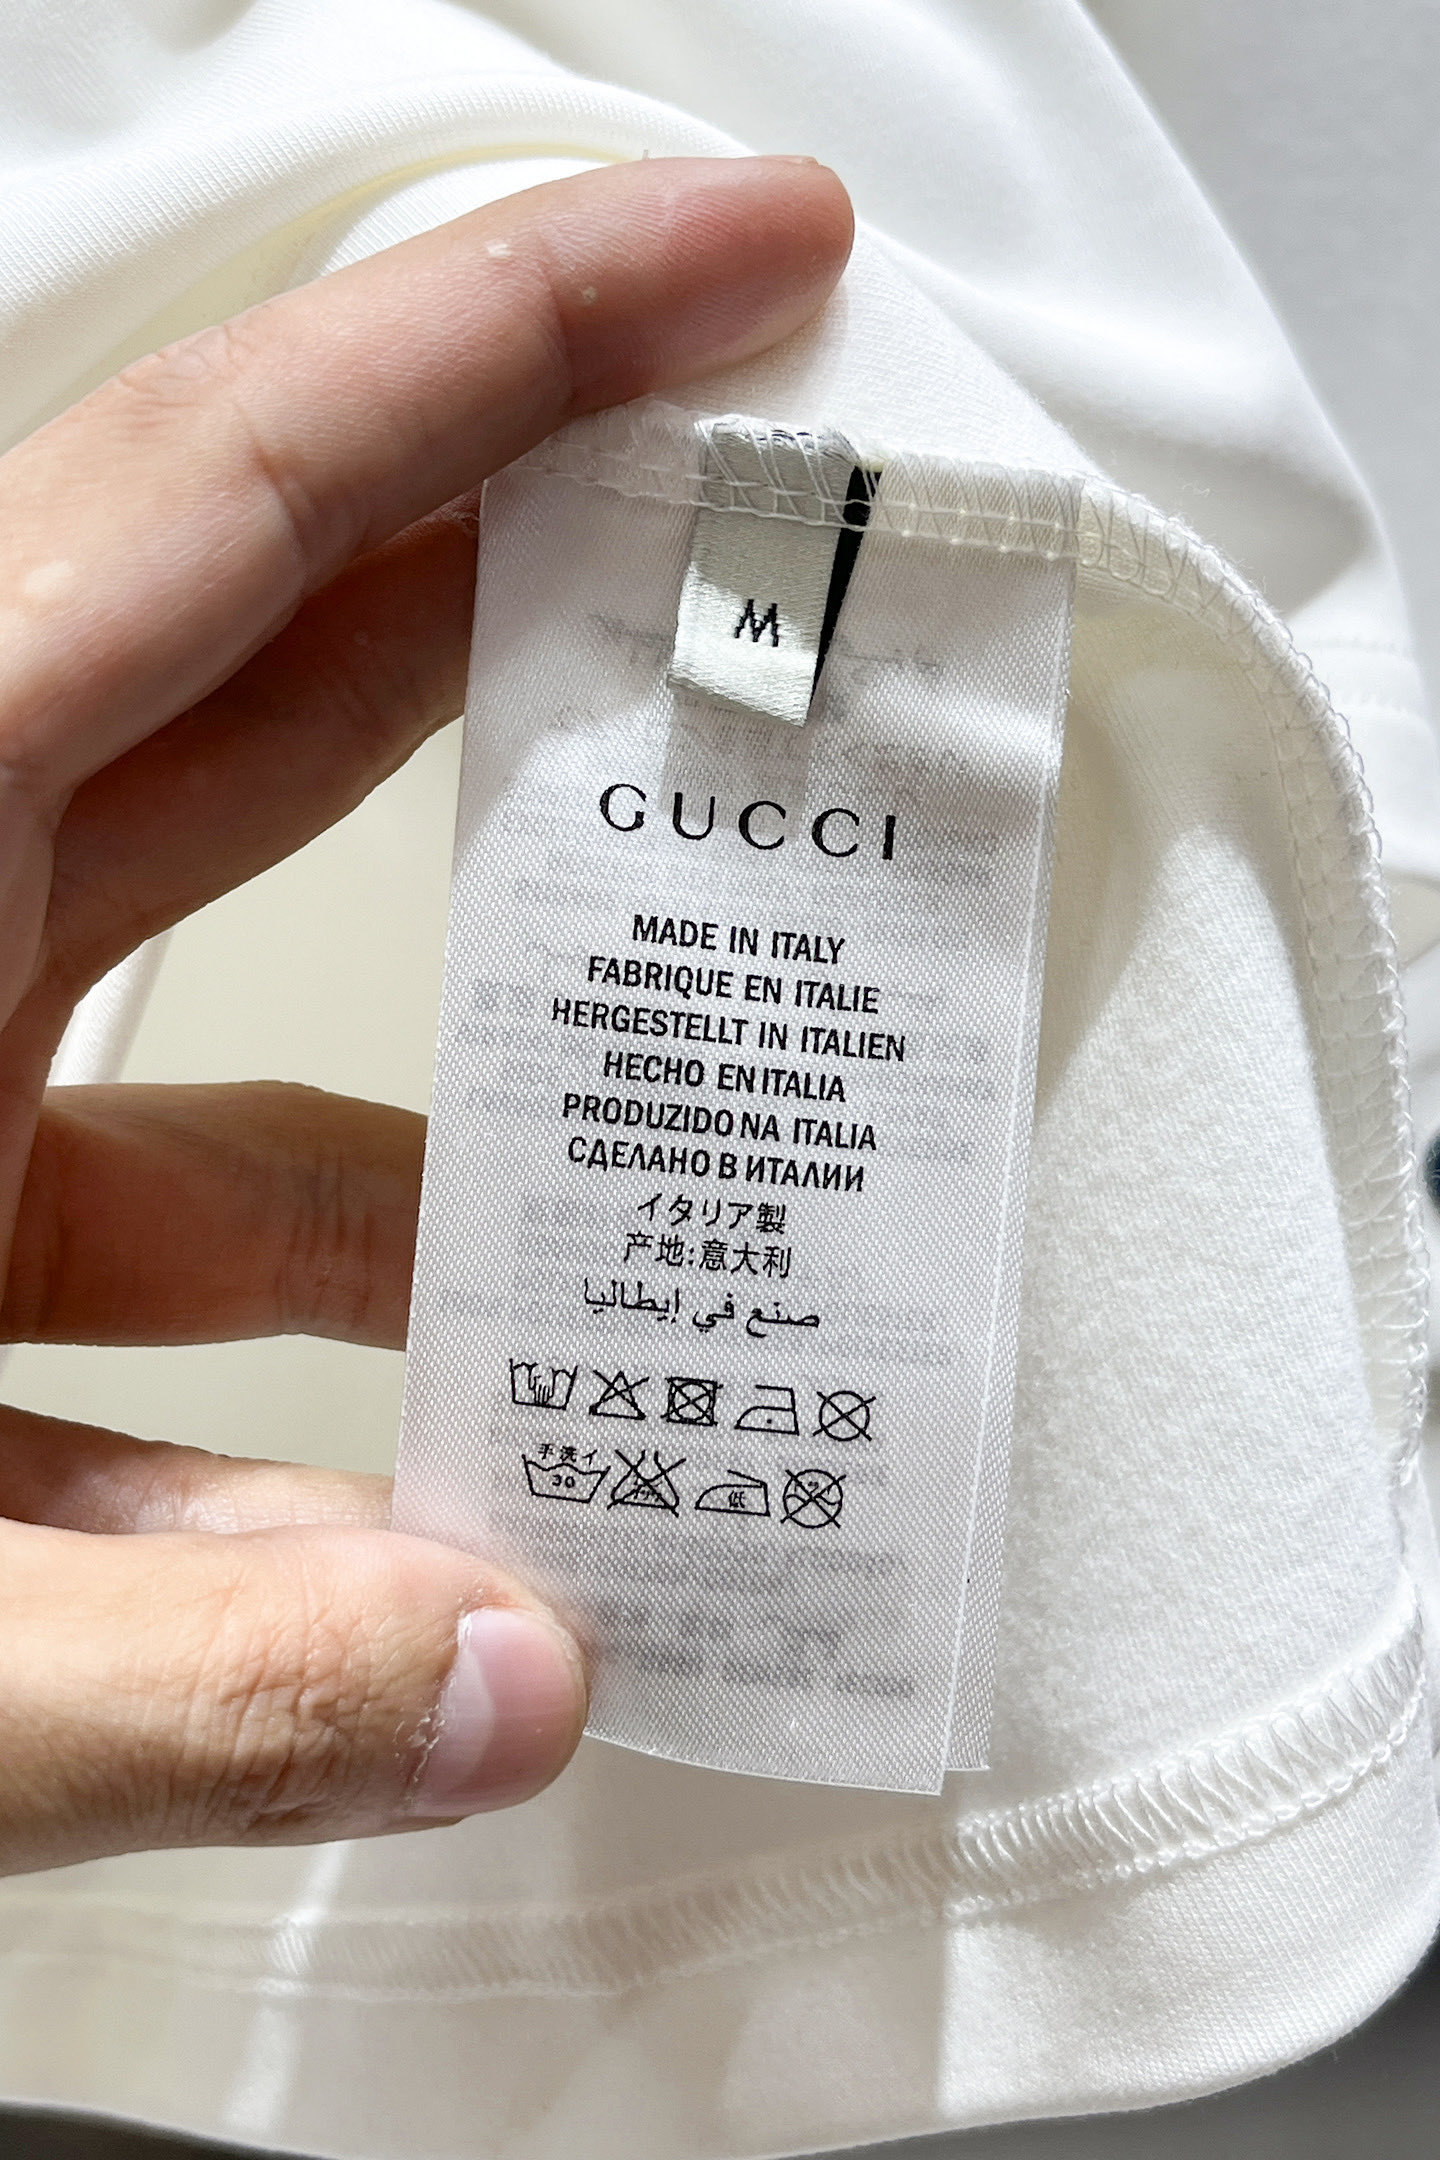 M
GUCCI
MADE IN ITALY
FABRIQUE EN ITALIE
HERGESTELLT IN ITALIEN
HECHO EN ITALIA
PRODUZIDO NA ITALIA
СДЕЛАНО В ИТАЛИИ
イタリア製
产地:意大利
صنع في إيطاليا
手洗イ
30
低